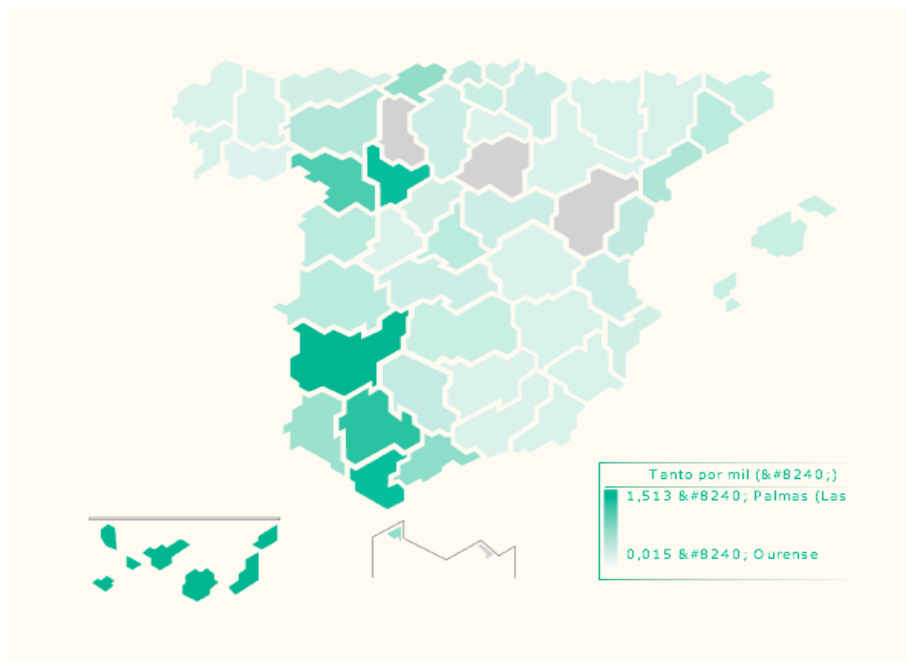 Tanto por mil (&#8240;)
1,513 &#8240; Palmas (Las
0,015 &#8240; Ourense